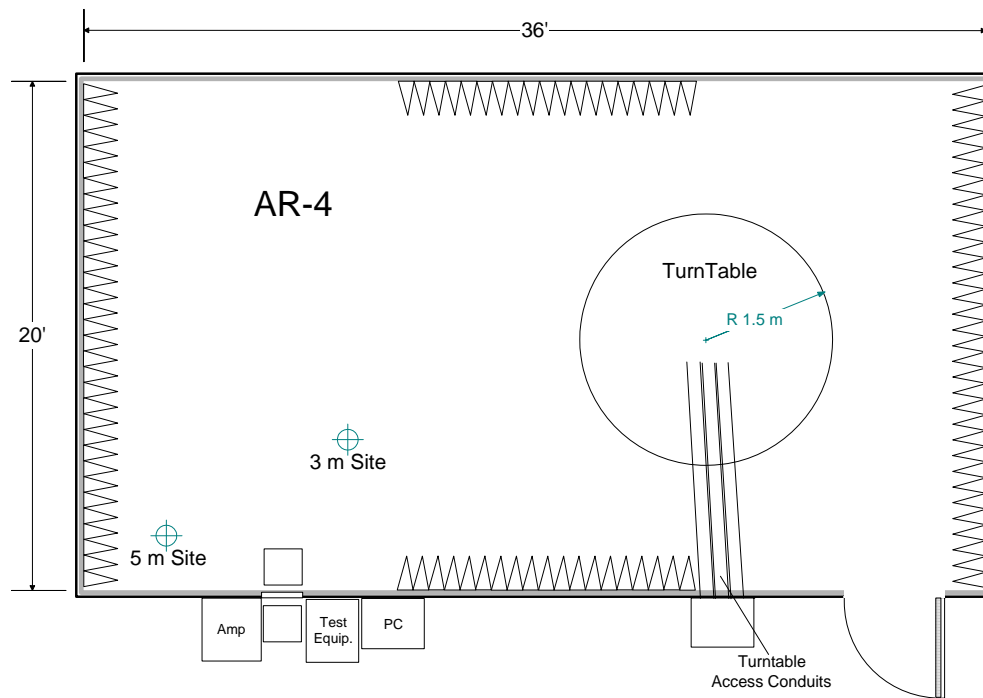 36'
AR-4
TurnTable
R 1.5 m
20'
3 m Site
5 m Site
Amp
Test
Equip.
PC
Turntable
Access Conduits